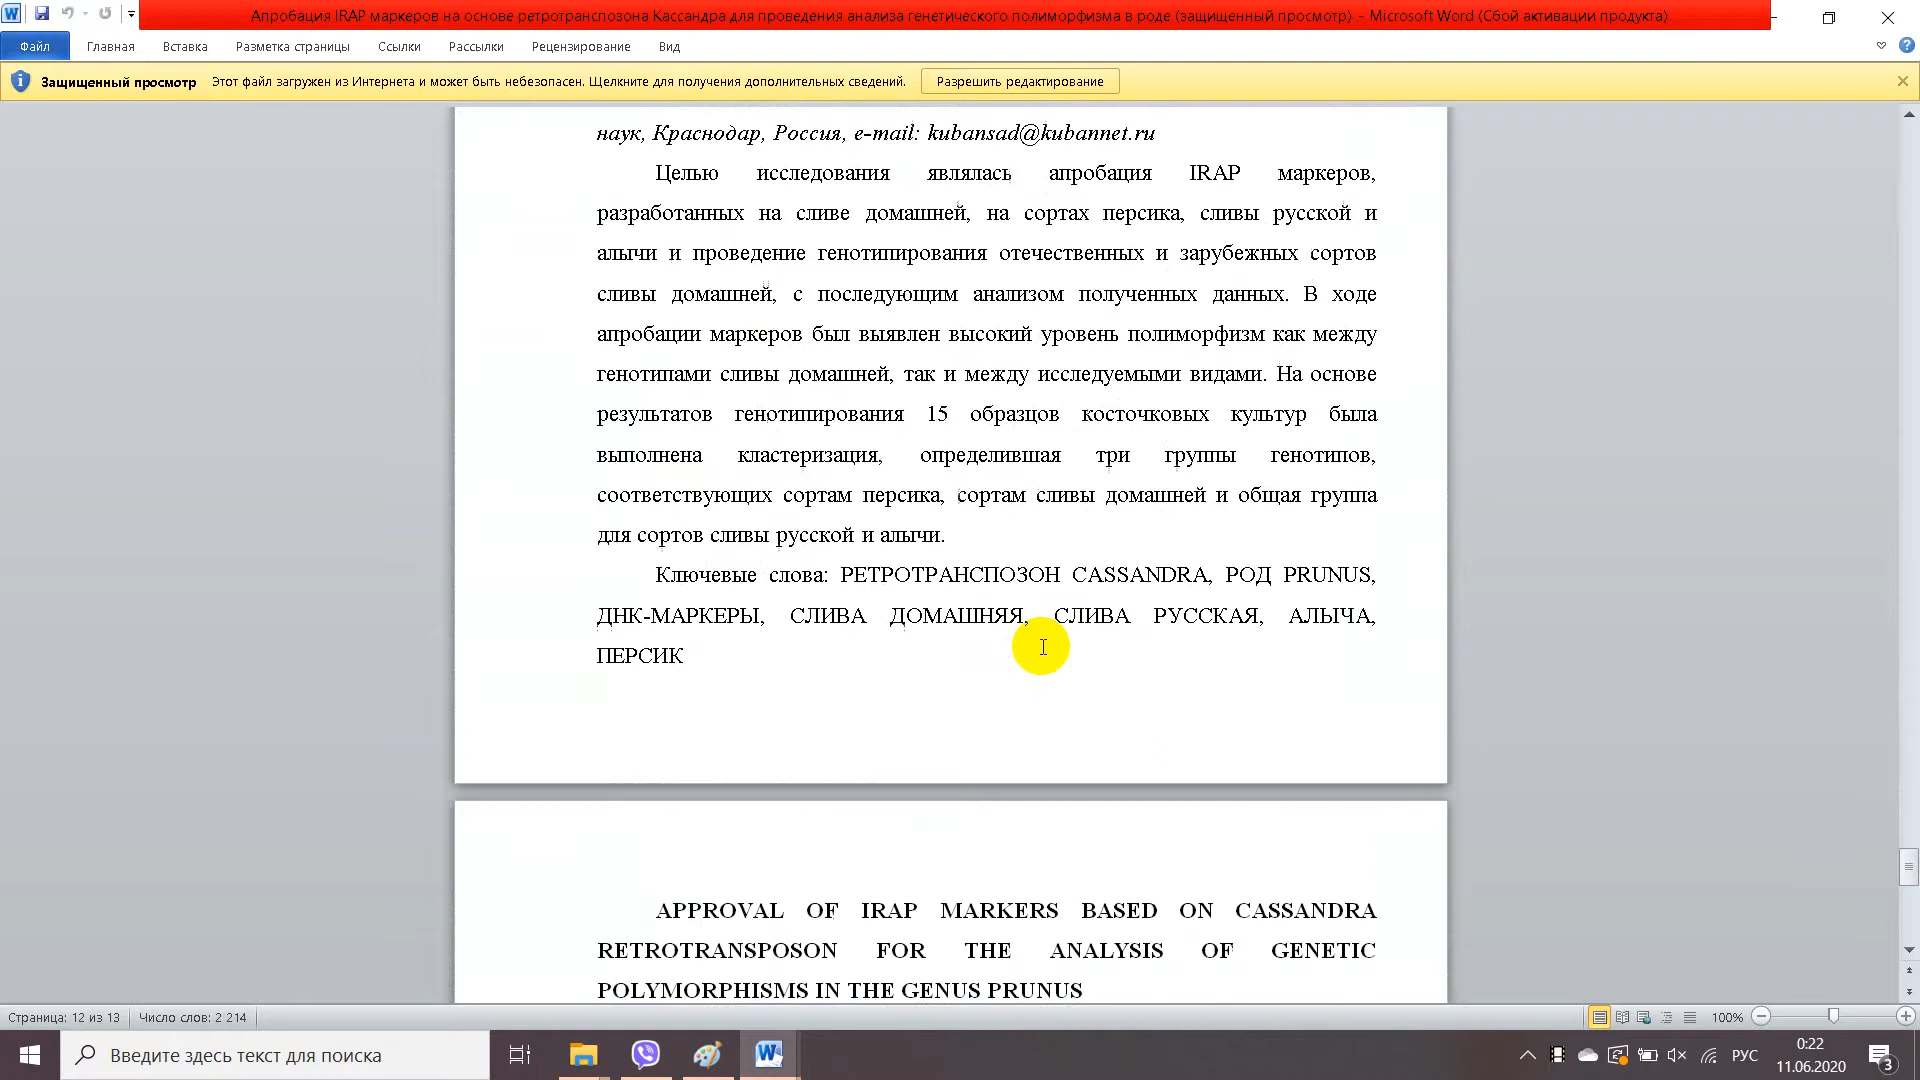 Апробация IRAP маркеров на основе ретротранспозона Кассандра для проведения анализа генетического полиморфизма в роде (защищенный просмотр) - Microsoft Word (Сбой активации продукта)
Файл Главная Вставка Разметка страницы Ссылки Рассылки Рецензирование Вид
Защищенный просмотр Этот файл загружен из Интернета и может быть небезопасен. Щелкните для получения дополнительных сведений. Разрешить редактирование
наук, Краснодар, Россия, e-mail: kubansad@kubannet.ru
Целью исследования являлась апробация IRAP маркеров,
разработанных на сливе домашней, на сортах персика, сливы русской и
алычи и проведение генотипирования отечественных и зарубежных сортов
сливы домашней, с последующим анализом полученных данных. В ходе
апробации маркеров был выявлен высокий уровень полиморфизм как между
генотипами сливы домашней, так и между исследуемыми видами. На основе
результатов генотипирования 15 образцов косточковых культур была
выполнена кластеризация, определившая три группы генотипов,
соответствующих сортам персика, сортам сливы домашней и общая группа
для сортов сливы русской и алычи.
Ключевые слова: РЕТРОТРАНСПОЗОН CASSANDRA, РОД PRUNUS,
ДНК-МАРКЕРЫ, СЛИВА ДОМАШНЯЯ, СЛИВА РУССКАЯ, АЛЫЧА,
ПЕРСИК
APPROVAL OF IRAP MARKERS BASED ON CASSANDRA
RETROTRANSPOSON FOR THE ANALYSIS OF GENETIC
POLYMORPHISMS IN THE GENUS PRUNUS
Страница: 12 из 13 Число слов: 2 214 100%
Введите здесь текст для поиска РУС 0:22
11.06.2020 3